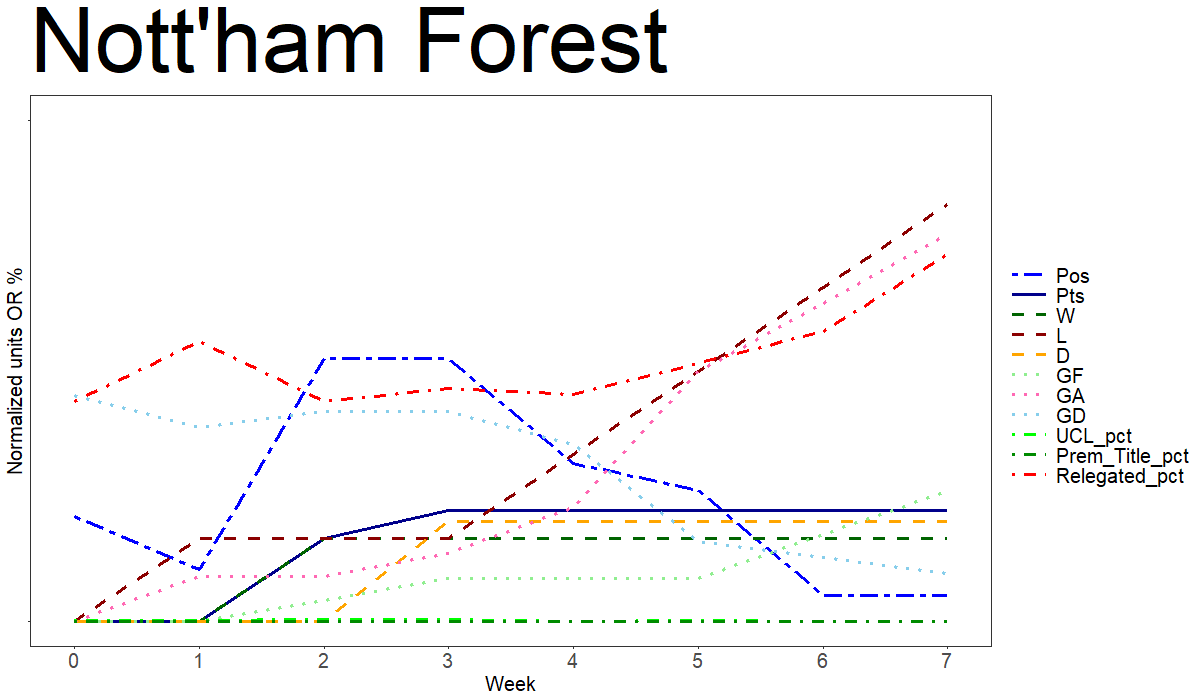 Nott'ham Forest
Normalized units OR %
0 1 2 3 4 5 6 7
Week
Pos
Pts
W
L
D
GF
GA
GD
UCL_pct
Prem_Title_pct
Relegated_pct